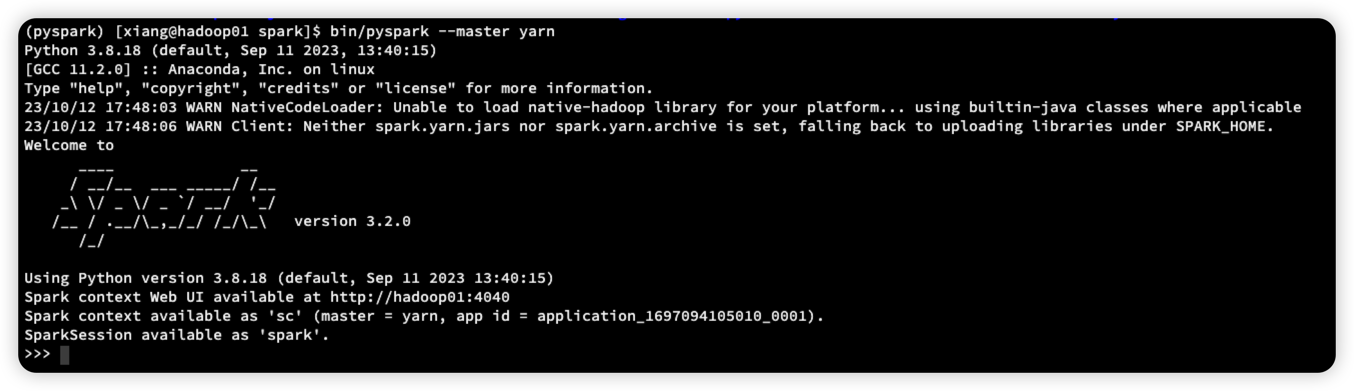 (pyspark) [xiang@hadoop01 spark]$ bin/pyspark --master yarn
Python 3.8.18 (default, Sep 11 2023, 13:40:15)
[GCC 11.2.0] :: Anaconda, Inc. on linux
Type "help", "copyright", "credits" or "license" for more information.
23/10/12 17:48:03 WARN NativeCodeLoader: Unable to load native-hadoop library for your platform... using builtin-java classes where applicable
23/10/12 17:48:06 WARN Client: Neither spark.yarn.jars nor spark.yarn.archive is set, falling back to uploading libraries under SPARK_HOME.
Welcome to
      ____              __
     / __/__  ___ _____/ /__
    _\ \/ _ \/ _ `/ __/  '_/
   /__ / .__/\_,_/_/ /_/\_\   version 3.2.0
      /_/
Using Python version 3.8.18 (default, Sep 11 2023 13:40:15)
Spark context Web UI available at http://hadoop01:4040
Spark context available as 'sc' (master = yarn, app id = application_1697094105010_0001).
SparkSession available as 'spark'.
>>>